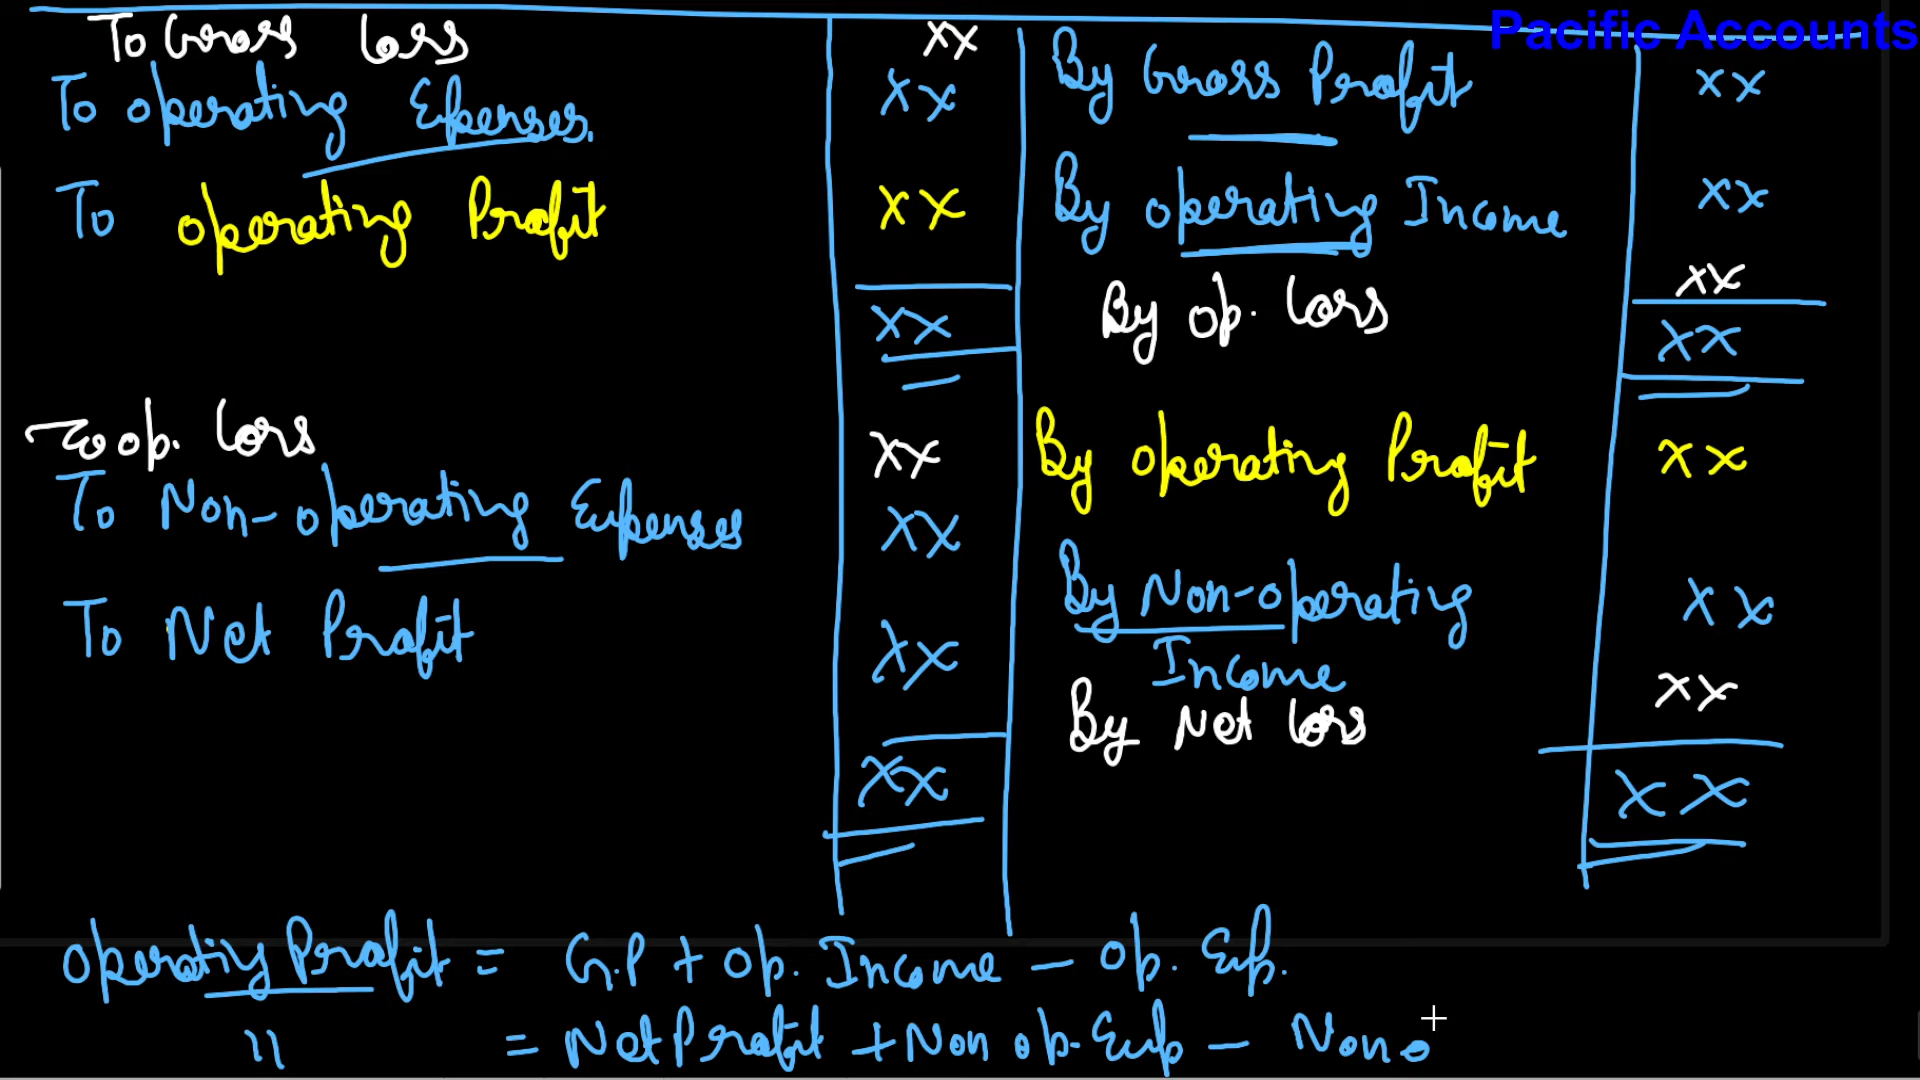 Pacific Accounts
To Gross Loss XX By Gross Profit XX
To operating Expenses. XX By operating Income XX
To operating Profit XX By op. Loss XX
XX XX
To op. Loss XX By operating Profit XX
To Non-operating Expenses XX By Non-operating XX
Income
To Net Profit XX By Net Loss XX
XX XX
Operating Profit = G.P + op. Income - op. Exp.
" = Net Profit + Non op. Exp - Non o